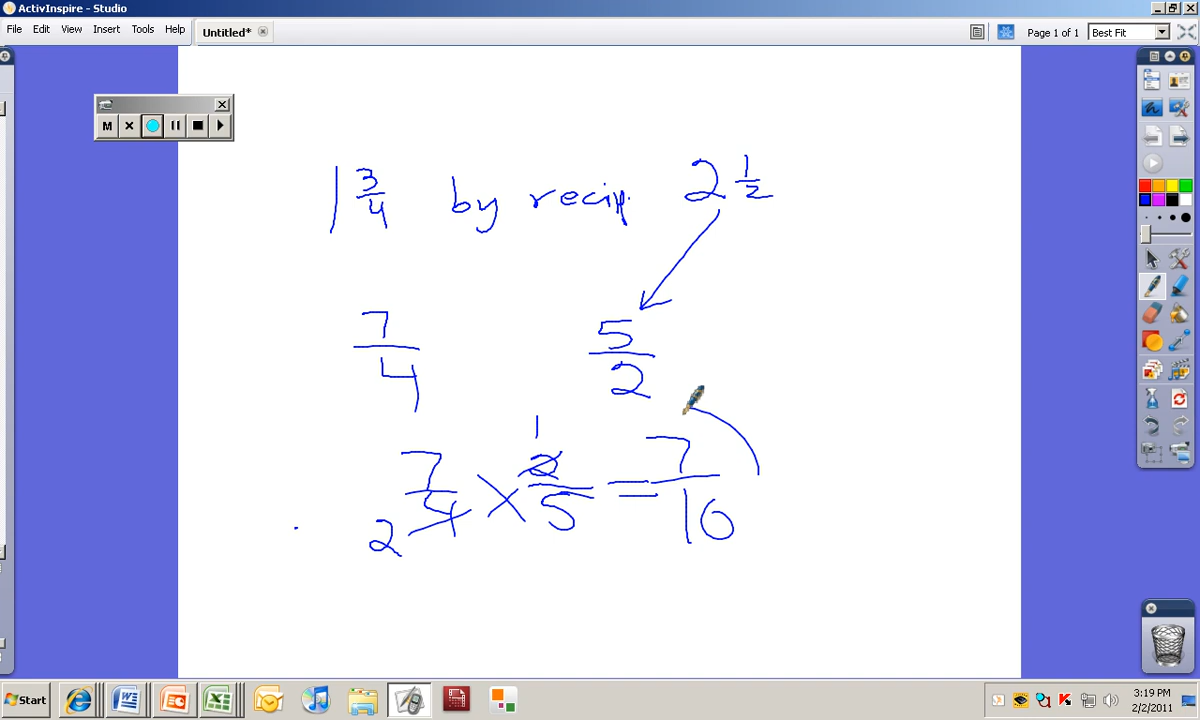 ActivInspire - Studio
File Edit View Insert Tools Help Untitled* Page 1 of 1 Best Fit
M
1 3/4 by recip. 2 1/2
7/4 5/2
1
7/4 X 2/5 = 7/10
2
Start
3:19 PM
2/2/2011